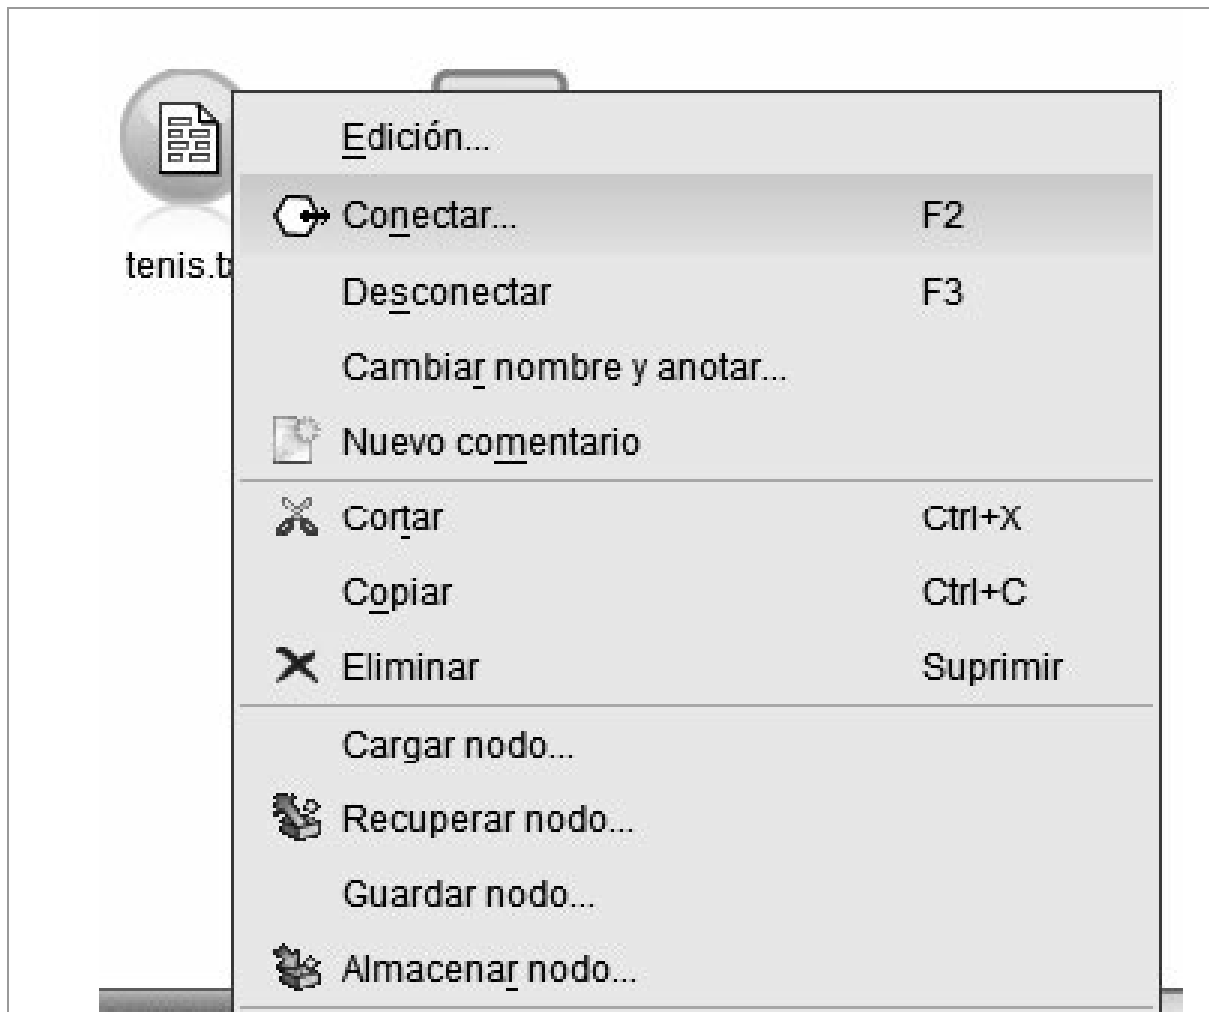 Edición...
Conectar... F2
tenis.t
Desconectar F3
Cambiar nombre y anotar...
Nuevo comentario
Cortar Ctrl+X
Copiar Ctrl+C
Eliminar Suprimir
Cargar nodo...
Recuperar nodo...
Guardar nodo...
Almacenar nodo...